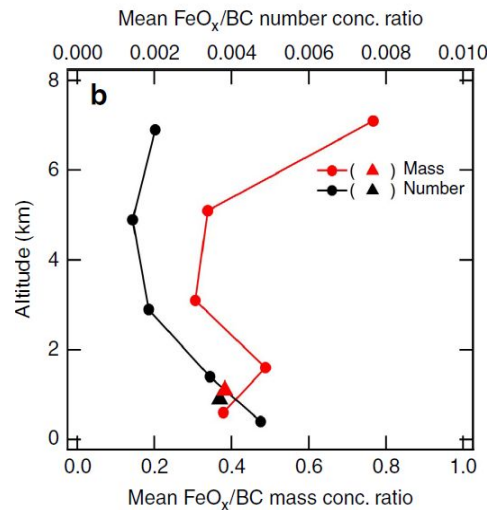 Mean FeOₓ/BC number conc. ratio
0.000 0.002 0.004 0.006 0.008 0.010
b
8
6
( ) Mass
( ) Number
4
Altitude (km)
2
0
0.0 0.2 0.4 0.6 0.8 1.0
Mean FeOₓ/BC mass conc. ratio